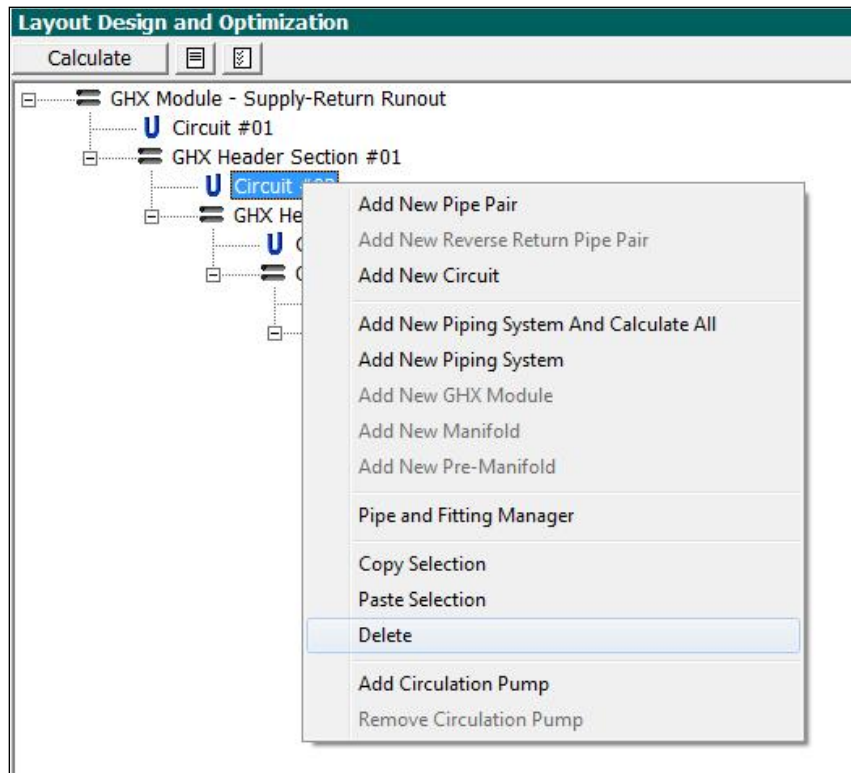 Layout Design and Optimization
Calculate
GHX Module - Supply-Return Runout
Circuit #01
GHX Header Section #01
Circuit #02
GHX He
Add New Pipe Pair
Add New Reverse Return Pipe Pair
Add New Circuit
Add New Piping System And Calculate All
Add New Piping System
Add New GHX Module
Add New Manifold
Add New Pre-Manifold
Pipe and Fitting Manager
Copy Selection
Paste Selection
Delete
Add Circulation Pump
Remove Circulation Pump